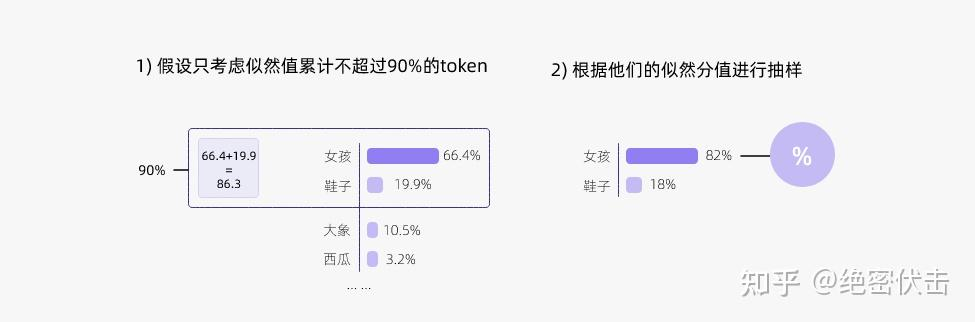 1) 假设只考虑似然值累计不超过90%的token
2) 根据他们的似然分值进行抽样
90%
66.4+19.9
=
86.3
女孩 66.4%
鞋子 19.9%
大象 10.5%
西瓜 3.2%
... ...
女孩 82%
鞋子 18%
%
知乎 @绝密伏击